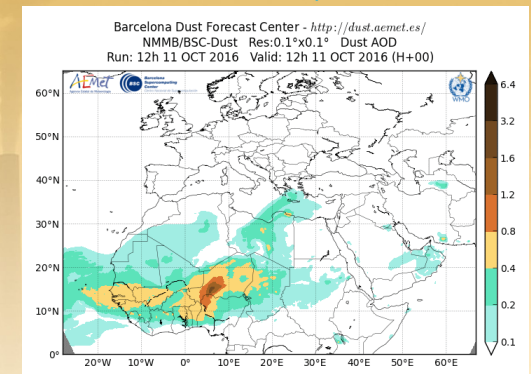 Barcelona Dust Forecast Center - http://dust.aemet.es/
NMMB/BSC-Dust Res:0.1°x0.1° Dust AOD
Run: 12h 11 OCT 2016 Valid: 12h 11 OCT 2016 (H+00)
AEMet
BSC
Barcelona
Supercomputing
Center
WMO
60°N
50°N
40°N
30°N
20°N
10°N
0°
20°W 10°W 0° 10°E 20°E 30°E 40°E 50°E 60°E
6.4
3.2
1.6
1.2
0.8
0.4
0.2
0.1